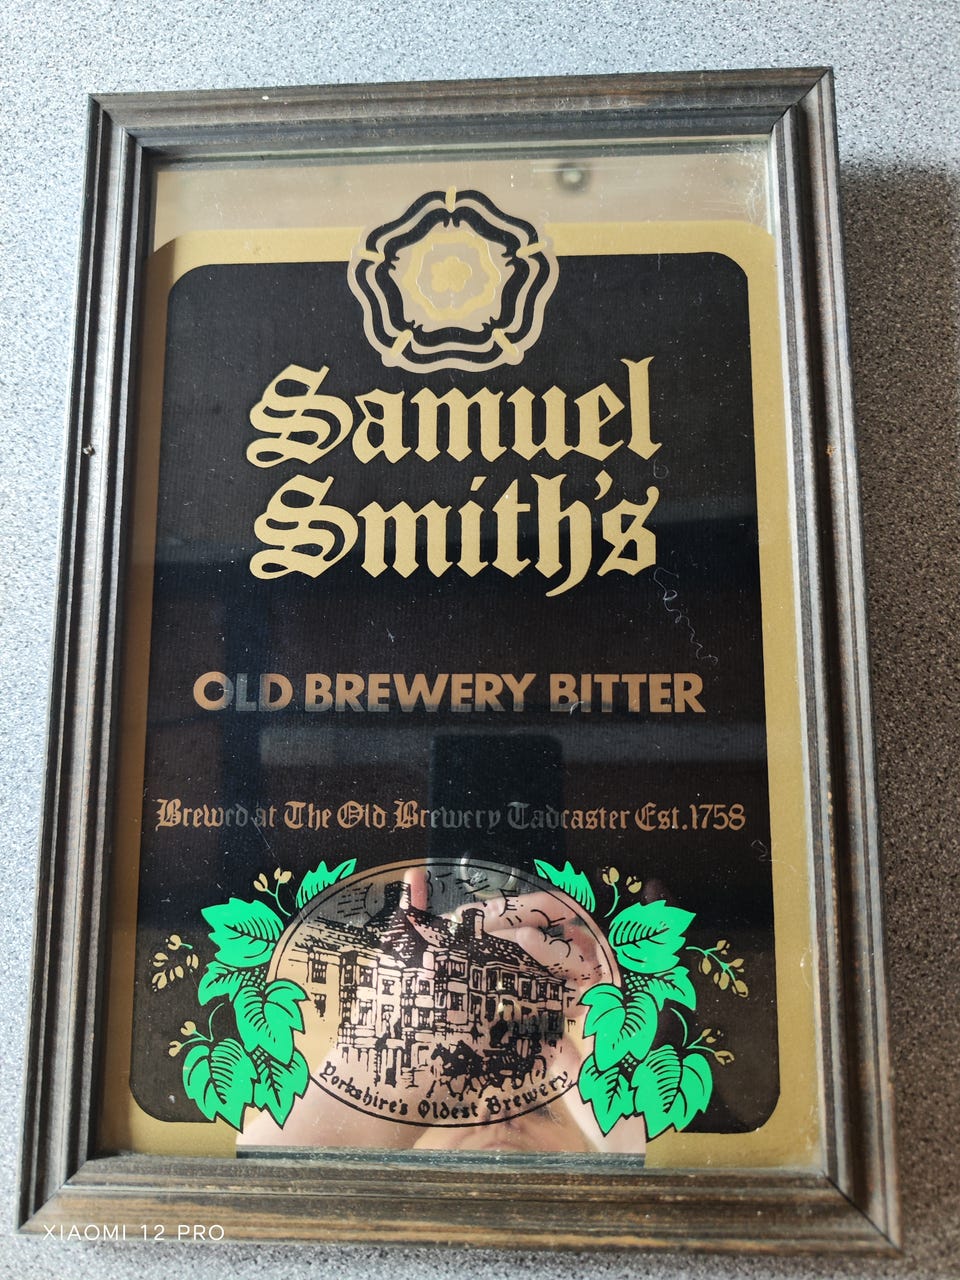 Samuel
Smith's
OLD BREWERY BITTER
Brewed at The Old Brewery Tadcaster Est.1758
Yorkshire's Oldest Brewery
XIAOMI 12 PRO